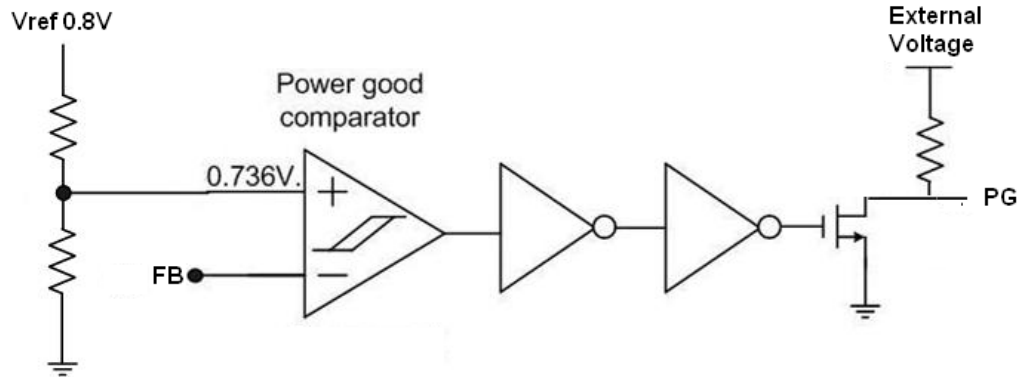 Vref 0.8V
External
Voltage
Power good
comparator
0.736V.
+
PG
FB
−